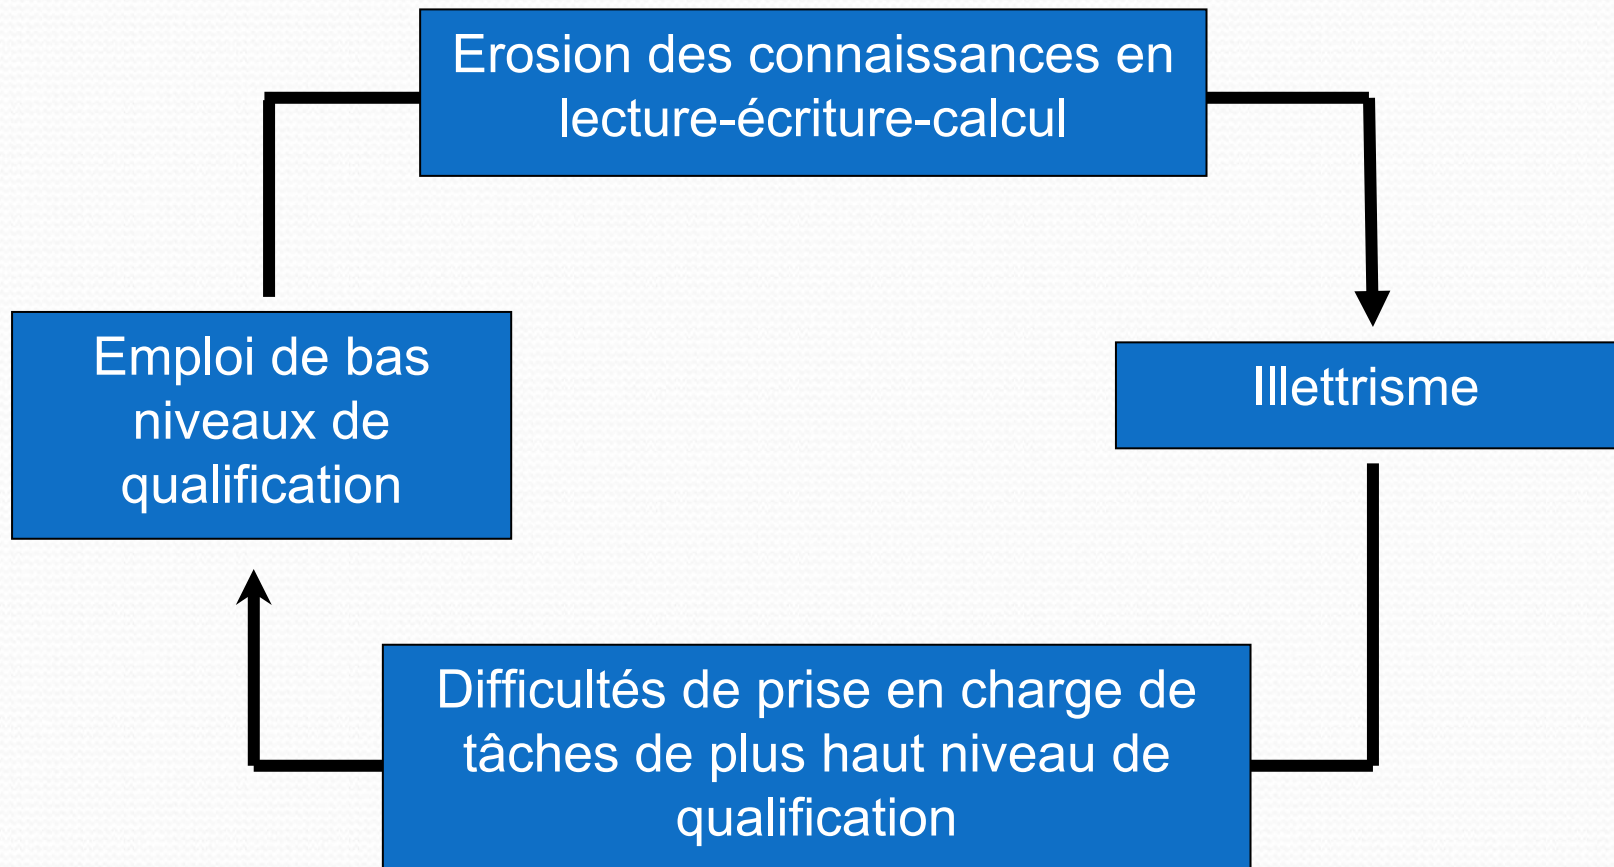 Erosion des connaissances en
lecture-écriture-calcul
Emploi de bas
niveaux de
qualification
Illettrisme
Difficultés de prise en charge de
tâches de plus haut niveau de
qualification